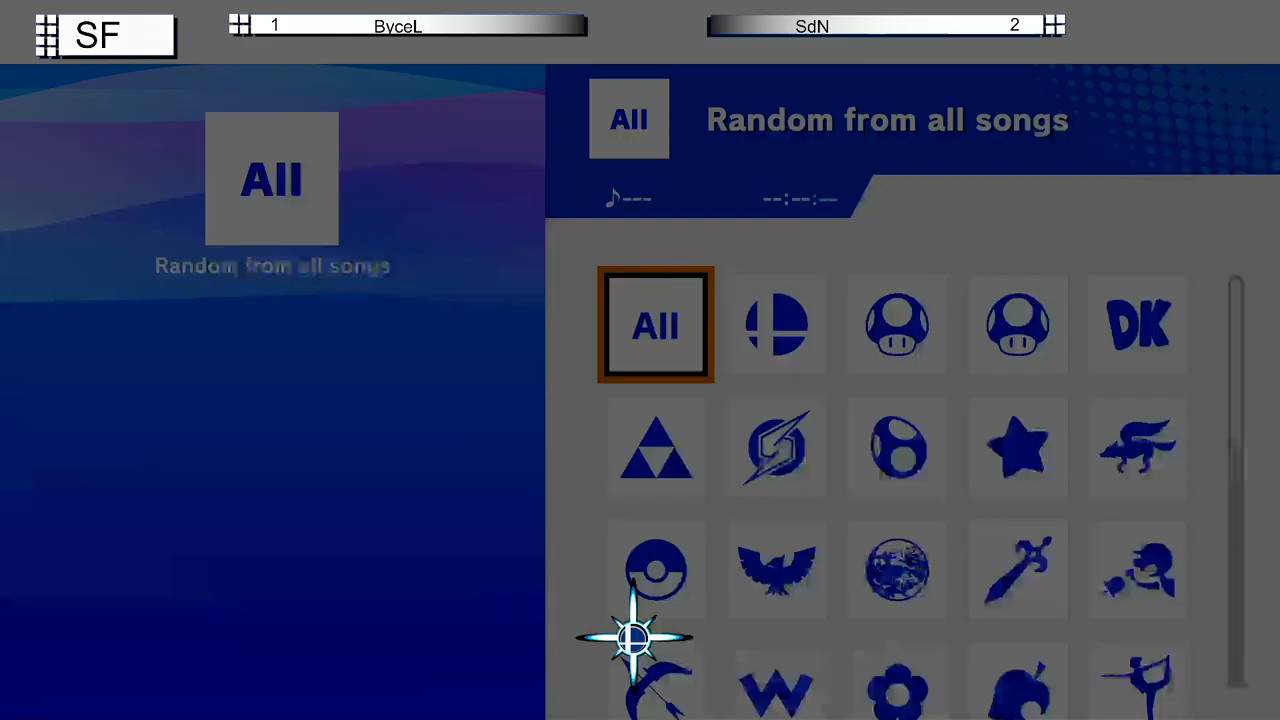 SF
1 ByceL
SdN 2
All
Random from all songs
All
Random from all songs
♪--- --:--:--
All
DK
W